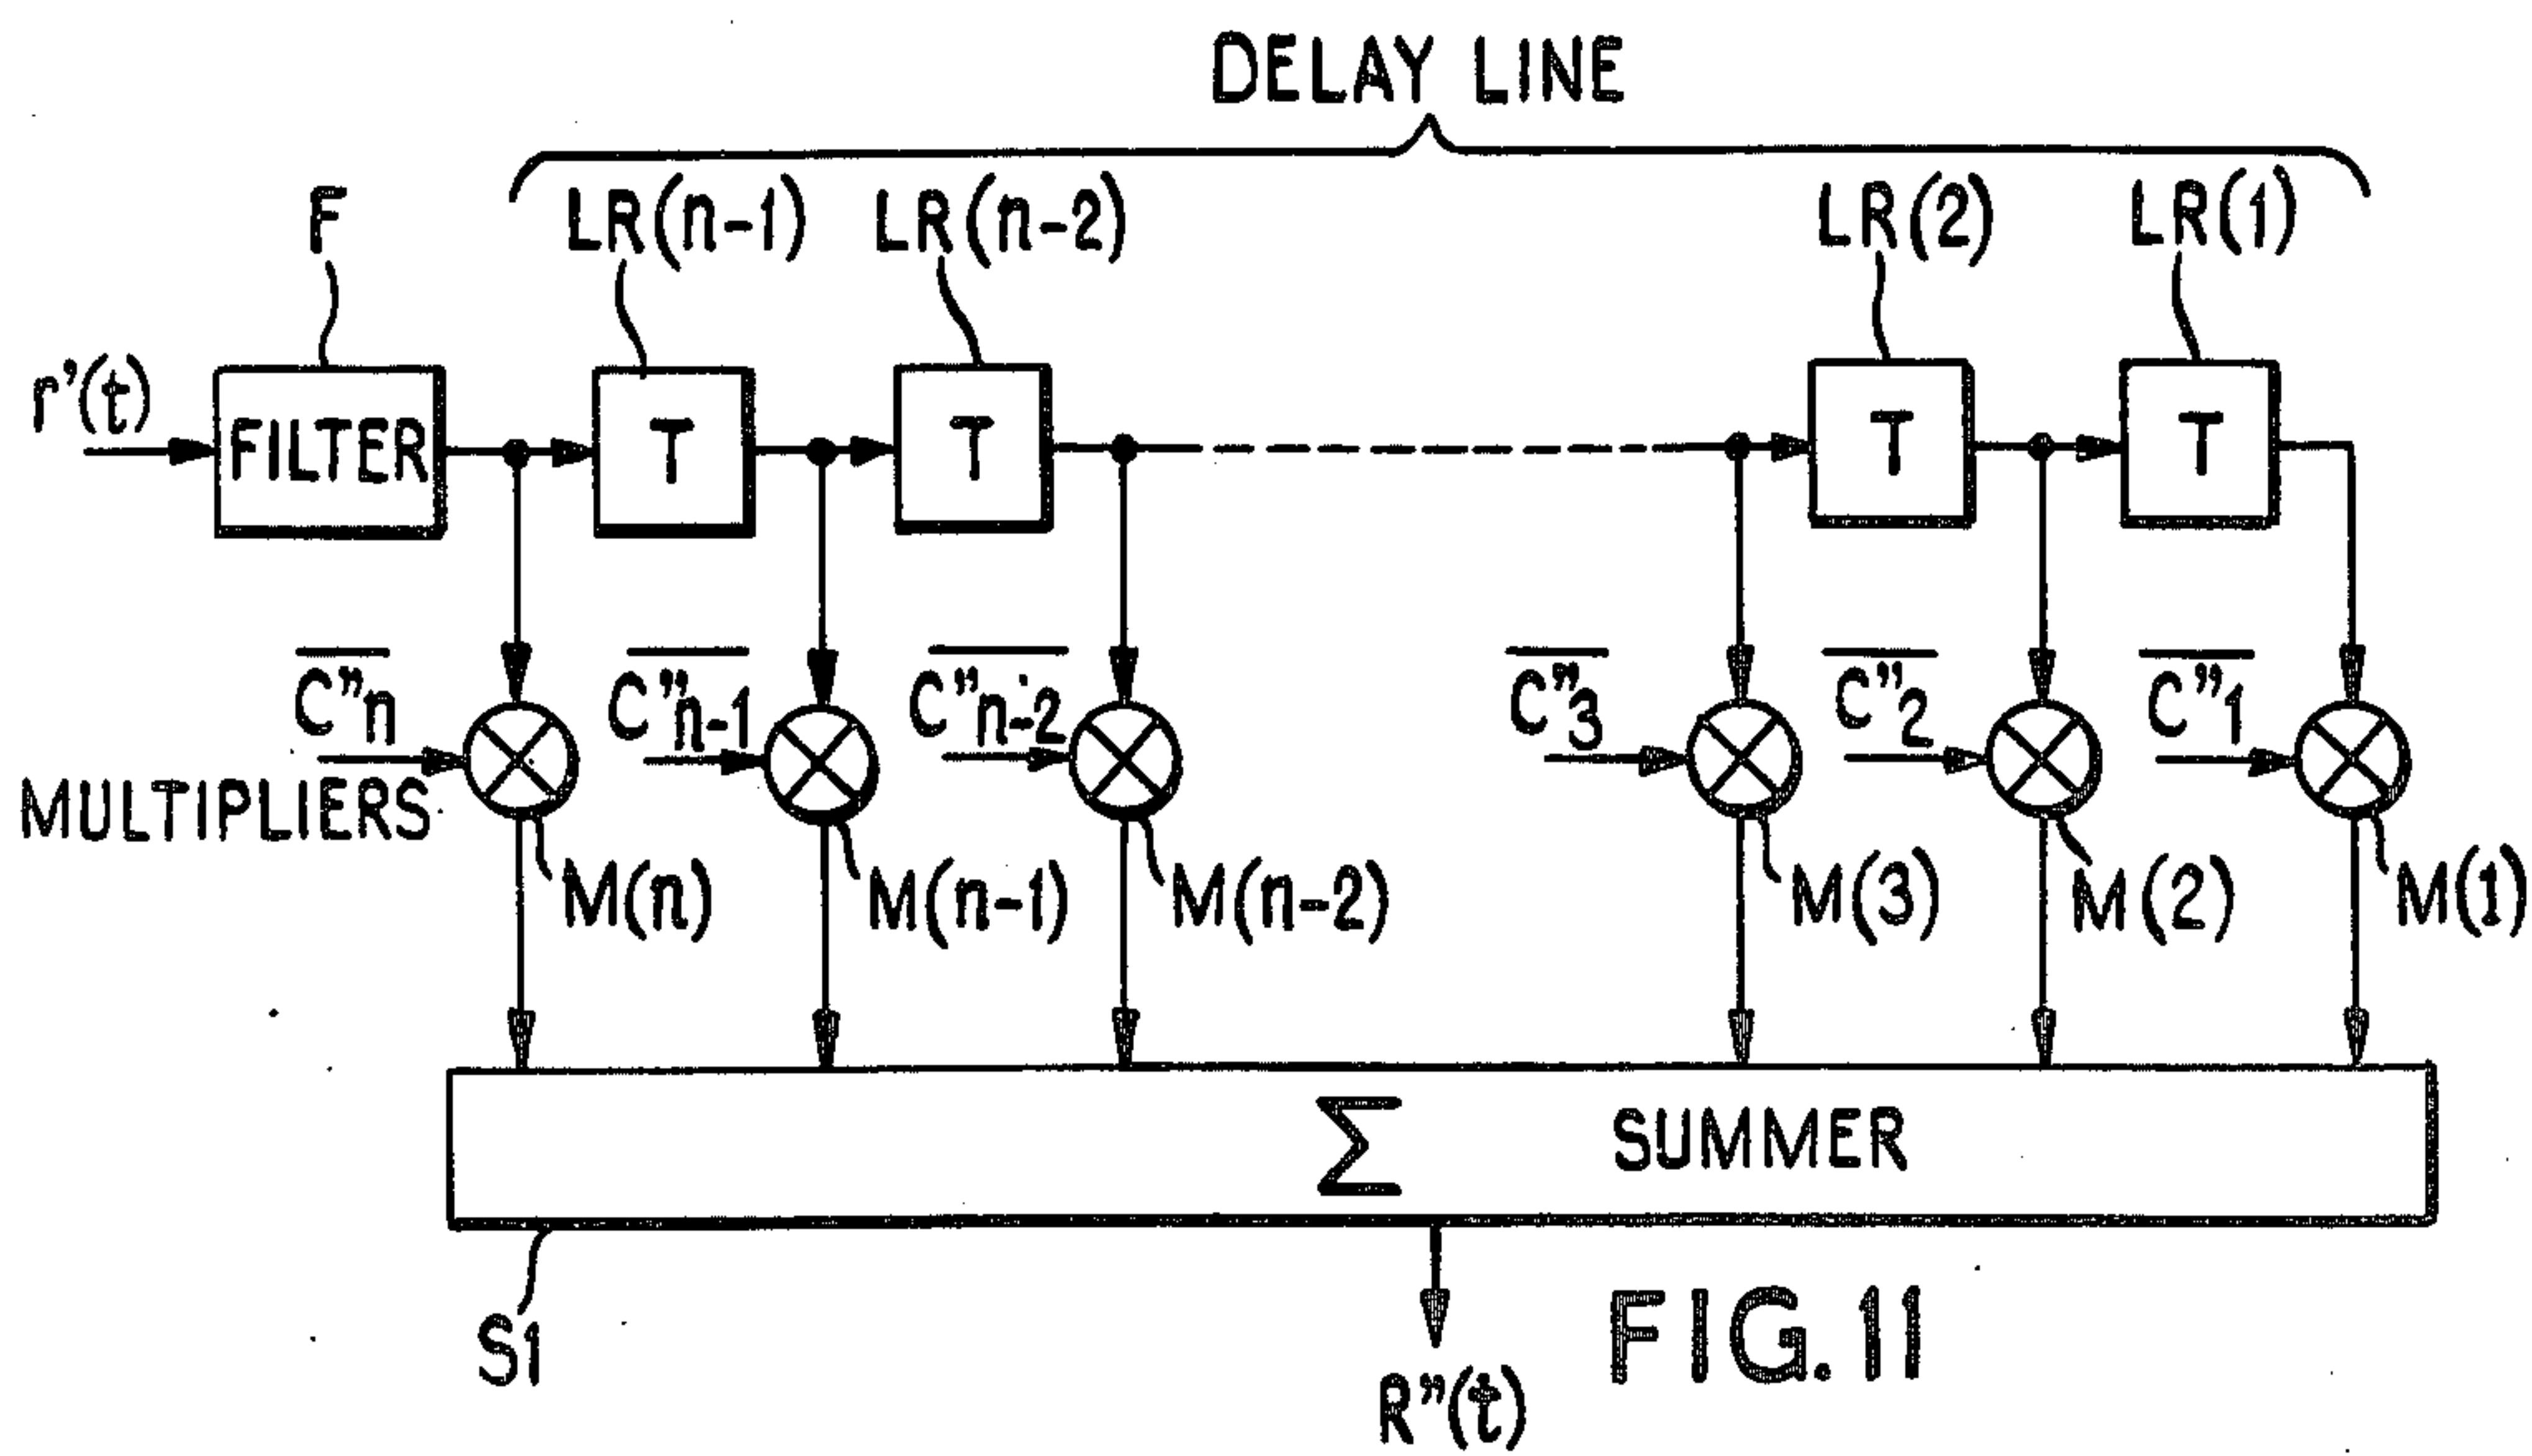 DELAY LINE
F LR(n-1) LR(n-2) LR(2) LR(1)
r'(t) FILTER T T T T
C"n C"n-1 C"n-2 C"3 C"2 C"1
MULTIPLIERS
M(n) M(n-1) M(n-2) M(3) M(2) M(1)
Σ SUMMER
S1
R"(t)
FIG. 11